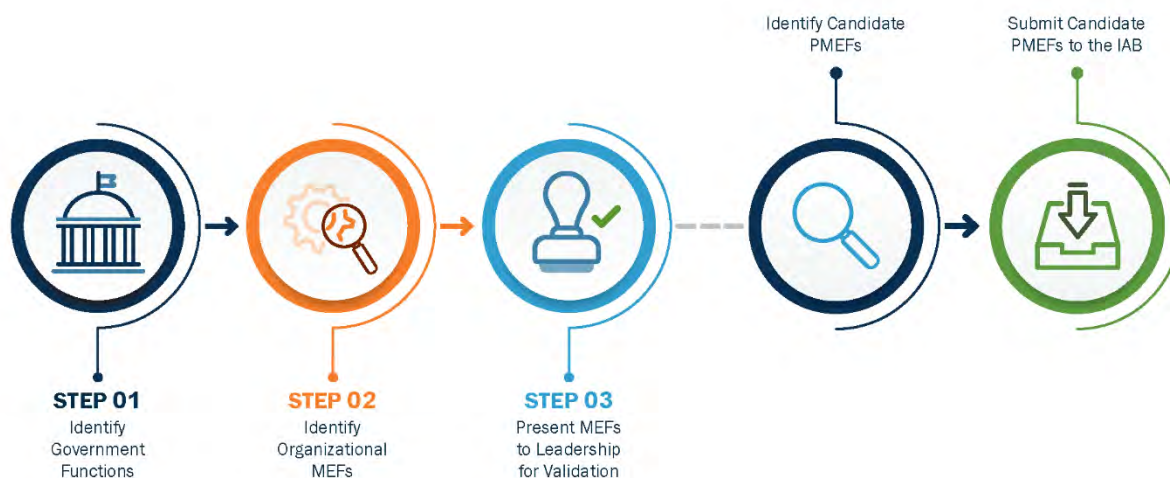 Identify Candidate
PMEFs
Submit Candidate
PMEFs to the IAB
STEP 01
Identify
Government
Functions
STEP 02
Identify
Organizational
MEFs
STEP 03
Present MEFs
to Leadership
for Validation